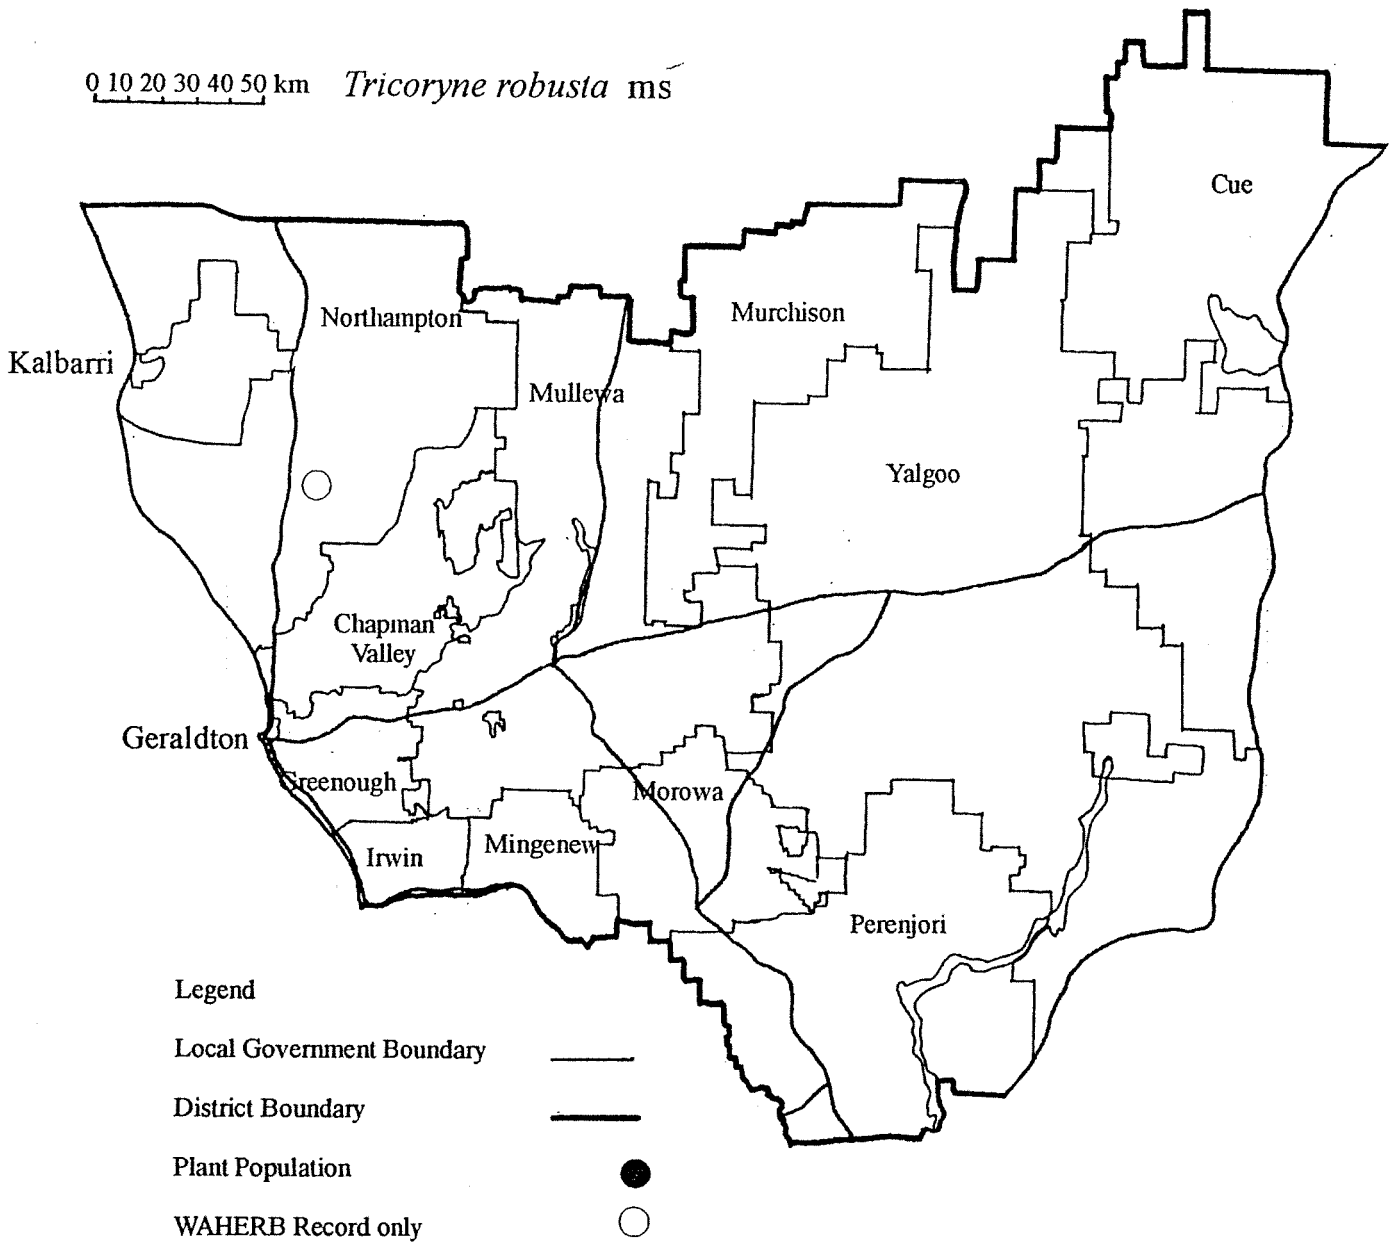 0 10 20 30 40 50 km Tricoryne robusta ms
Cue
Northampton
Murchison
Kalbarri
Mullewa
Yalgoo
Chapman
Valley
Geraldton
Greenough
Morowa
Irwin
Mingenew
Perenjori
Legend
Local Government Boundary
District Boundary
Plant Population
WAHERB Record only